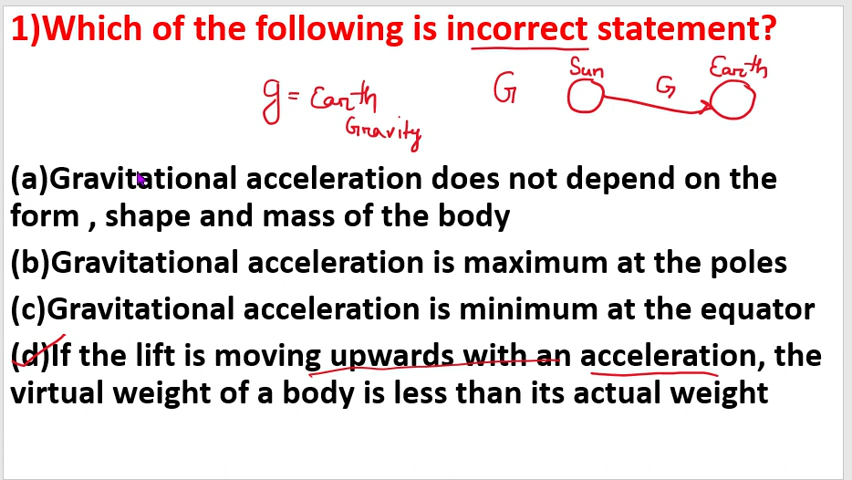 1)Which of the following is incorrect statement?
g = Earth Gravity
G
Sun
G
Earth
(a)Gravitational acceleration does not depend on the
form , shape and mass of the body
(b)Gravitational acceleration is maximum at the poles
(c)Gravitational acceleration is minimum at the equator
(d)If the lift is moving upwards with an acceleration, the
virtual weight of a body is less than its actual weight